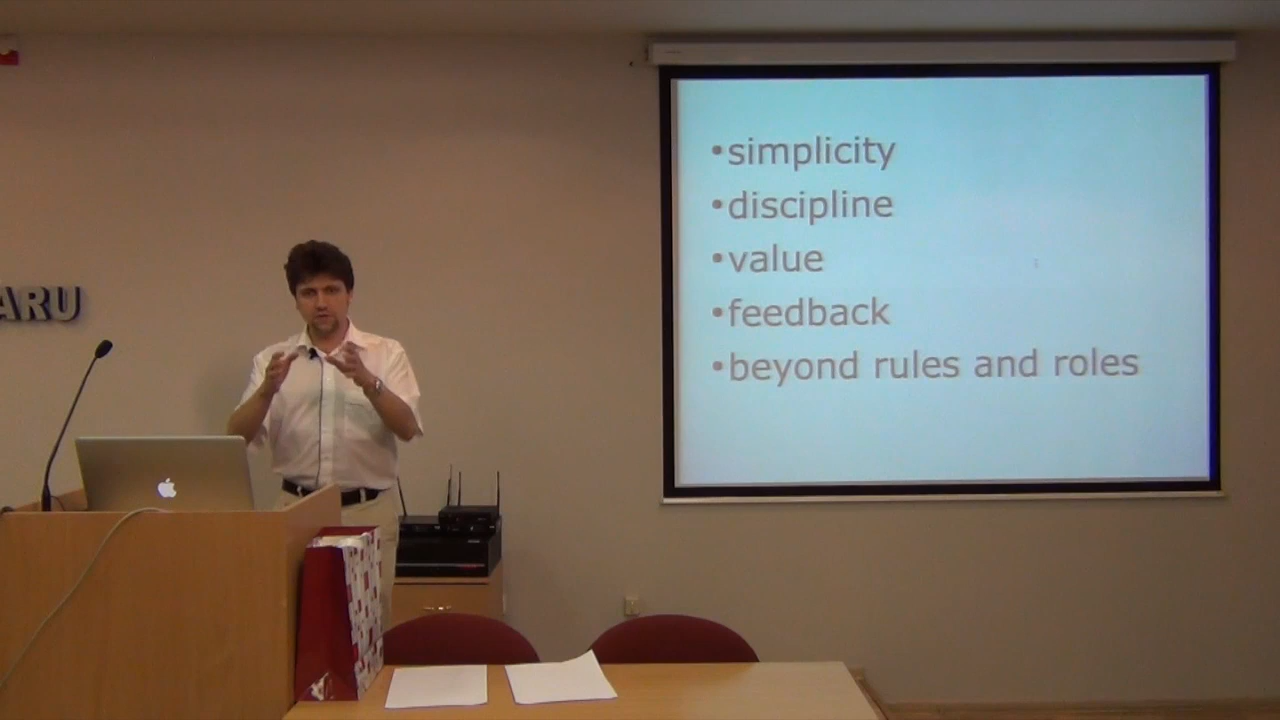 ARU
•simplicity
•discipline
•value
•feedback
•beyond rules and roles